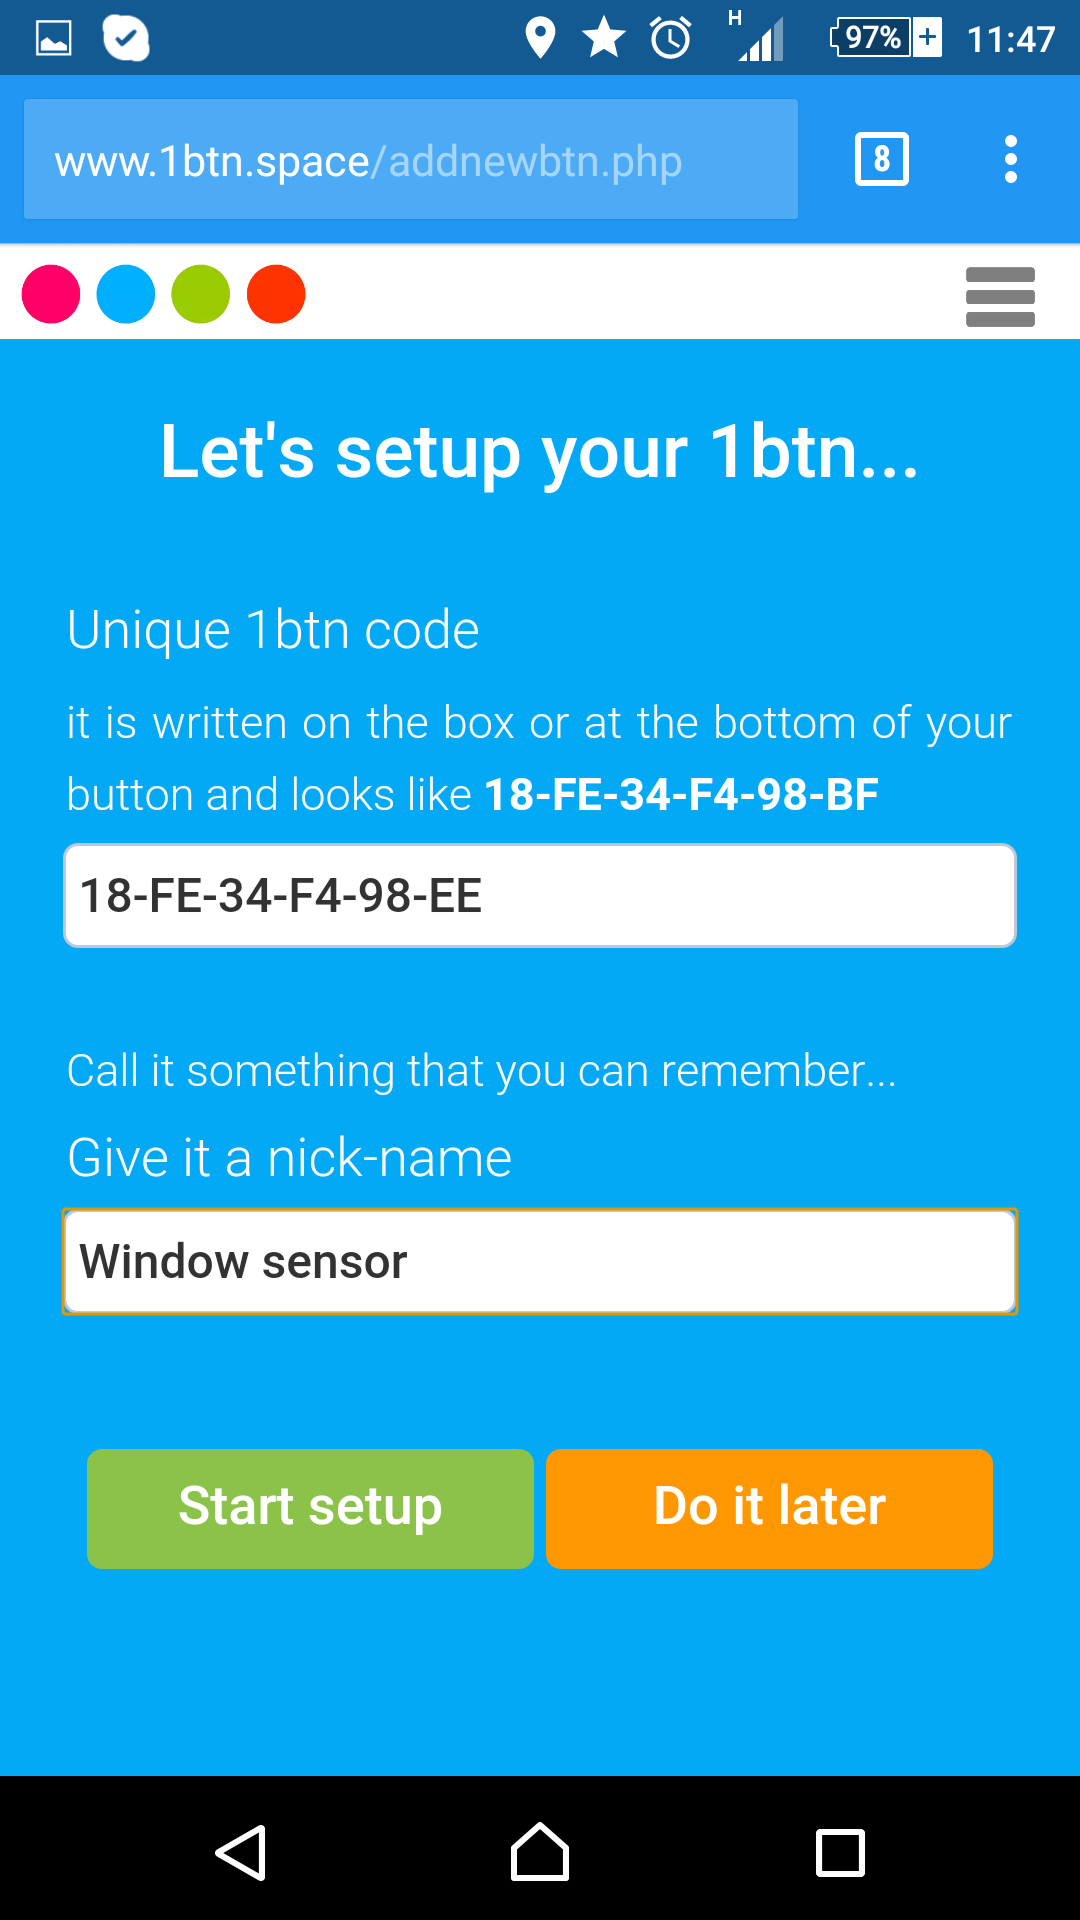 H 97% 11:47
www.1btn.space/addnewbtn.php 8
Let's setup your 1btn...
Unique 1btn code
it is written on the box or at the bottom of your
button and looks like 18-FE-34-F4-98-BF
18-FE-34-F4-98-EE
Call it something that you can remember...
Give it a nick-name
Window sensor
Start setup Do it later